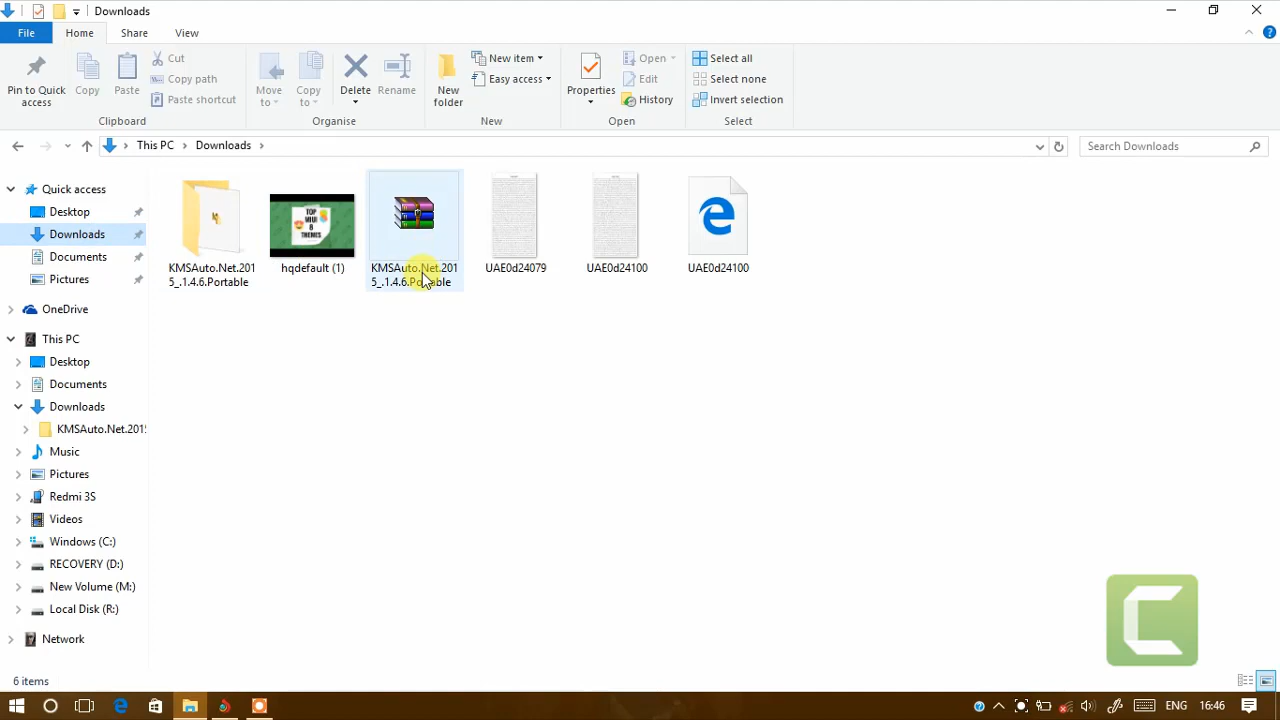 Downloads
File Home Share View
Pin to Quick access
Copy
Paste
Cut
Copy path
Paste shortcut
Clipboard
Move to
Copy to
Delete
Rename
Organise
New folder
New item
Easy access
New
Properties
Open
Edit
History
Open
Select all
Select none
Invert selection
Select
This PC > Downloads >
Search Downloads
Quick access
Desktop
Downloads
Documents
Pictures
OneDrive
This PC
Desktop
Documents
Downloads
KMSAuto.Net.2015
Music
Pictures
Redmi 3S
Videos
Windows (C:)
RECOVERY (D:)
New Volume (M:)
Local Disk (R:)
Network
TOP
MIUI
8
THEMES
KMSAuto.Net.201
5_.1.4.6.Portable
hqdefault (1)
KMSAuto.Net.201
5_.1.4.6.Portable
UAE0d24079
UAE0d24100
UAE0d24100
6 items
ENG 16:46